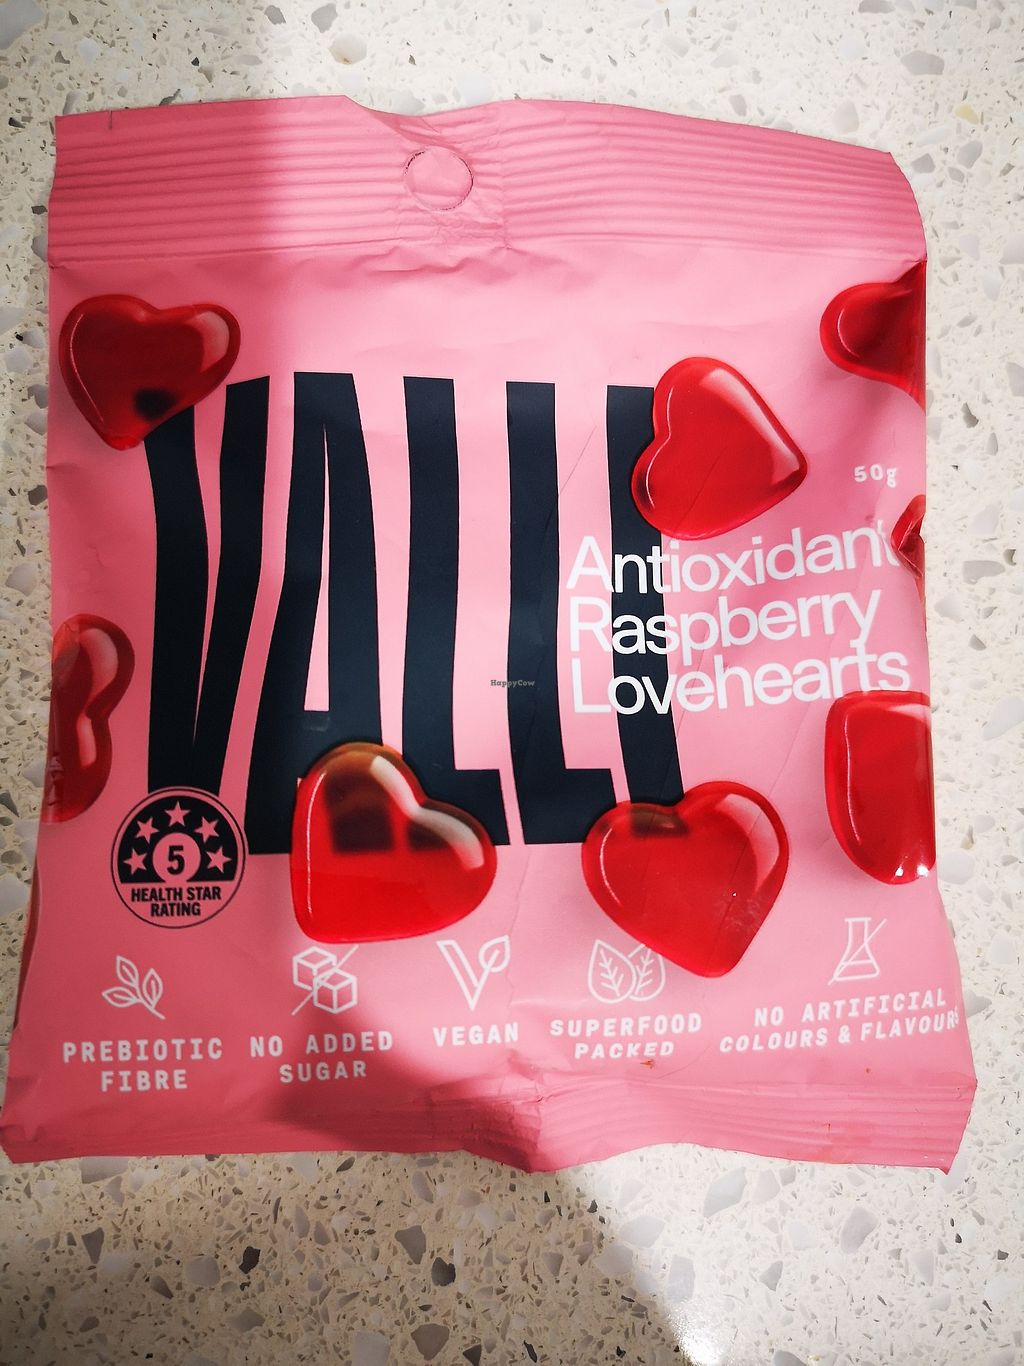 VALLI
50g
Antioxidant
Raspberry
Lovehearts
HappyCow
5
HEALTH STAR
RATING
PREBIOTIC
FIBRE
NO ADDED
SUGAR
VEGAN
SUPERFOOD
PACKED
NO ARTIFICIAL
COLOURS & FLAVOURS